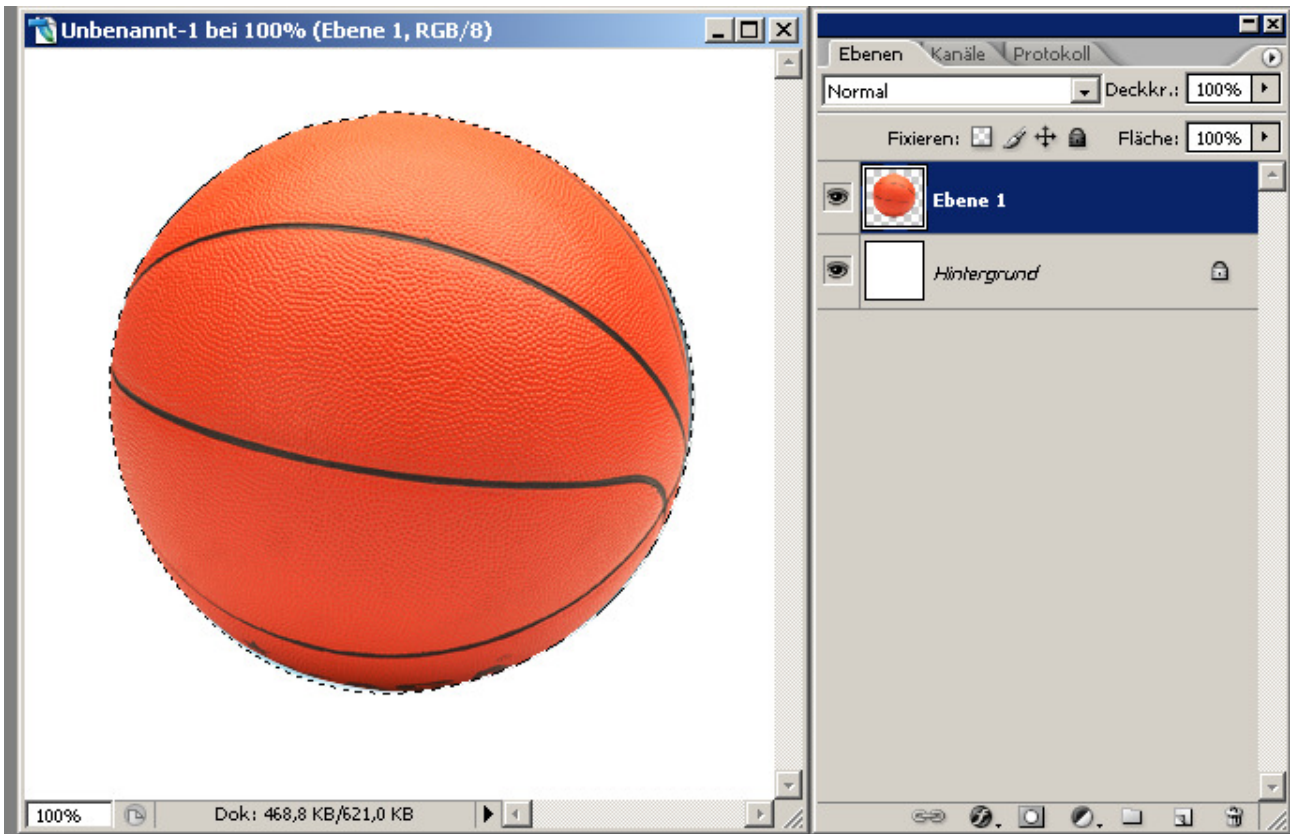 Unbenannt-1 bei 100% (Ebene 1, RGB/8)
100%
Dok: 468,8 KB/621,0 KB
Ebenen Kanäle Protokoll
Normal Deckkr.: 100%
Fixieren: Fläche: 100%
Ebene 1
Hintergrund